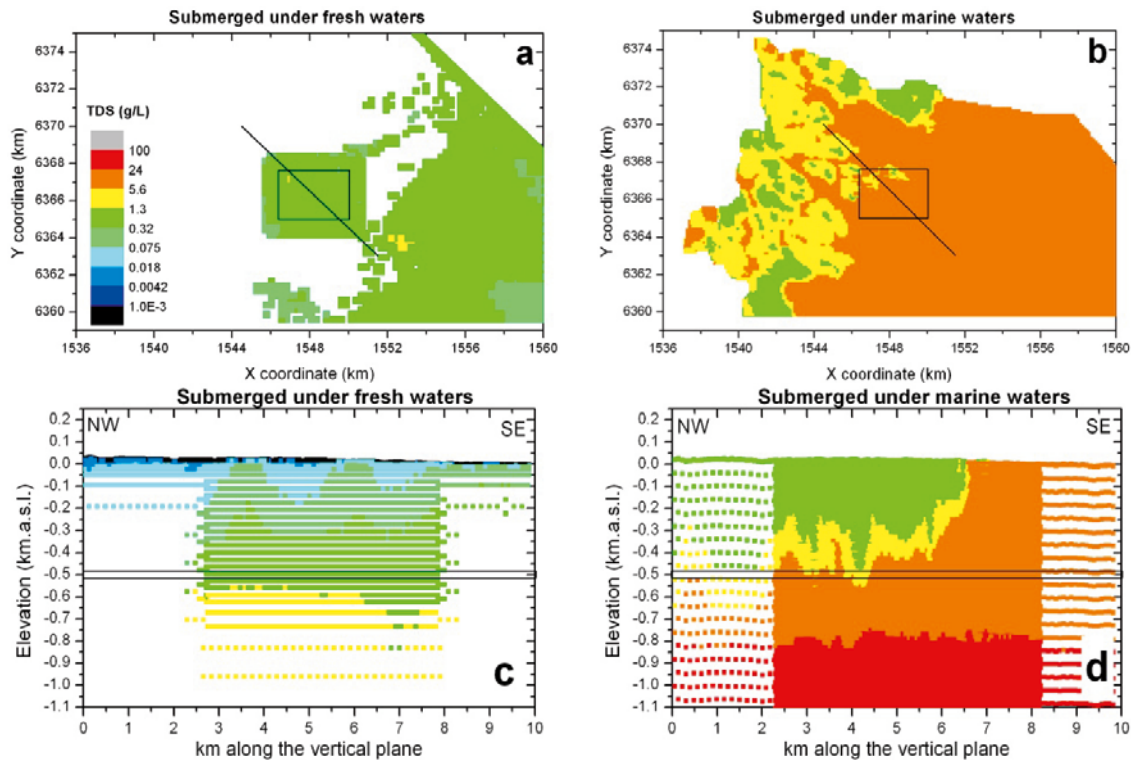 Submerged under fresh waters
a
Y coordinate (km)
6374
6372
6370
6368
6366
6364
6362
6360
TDS (g/L)
100
24
5.6
1.3
0.32
0.075
0.018
0.0042
1.0E-3
1536 1540 1544 1548 1552 1556 1560
X coordinate (km)
Submerged under marine waters
b
Y coordinate (km)
6374
6372
6370
6368
6366
6364
6362
6360
1536 1540 1544 1548 1552 1556 1560
X coordinate (km)
Submerged under fresh waters
NW
SE
Elevation (km.a.s.l.)
0.2
0.1
0.0
-0.1
-0.2
-0.3
-0.4
-0.5
-0.6
-0.7
-0.8
-0.9
-1.0
-1.1
c
0 1 2 3 4 5 6 7 8 9 10
km along the vertical plane
Submerged under marine waters
NW
SE
Elevation (km.a.s.l.)
0.2
0.1
0.0
-0.1
-0.2
-0.3
-0.4
-0.5
-0.6
-0.7
-0.8
-0.9
-1.0
-1.1
d
0 1 2 3 4 5 6 7 8 9 10
km along the vertical plane